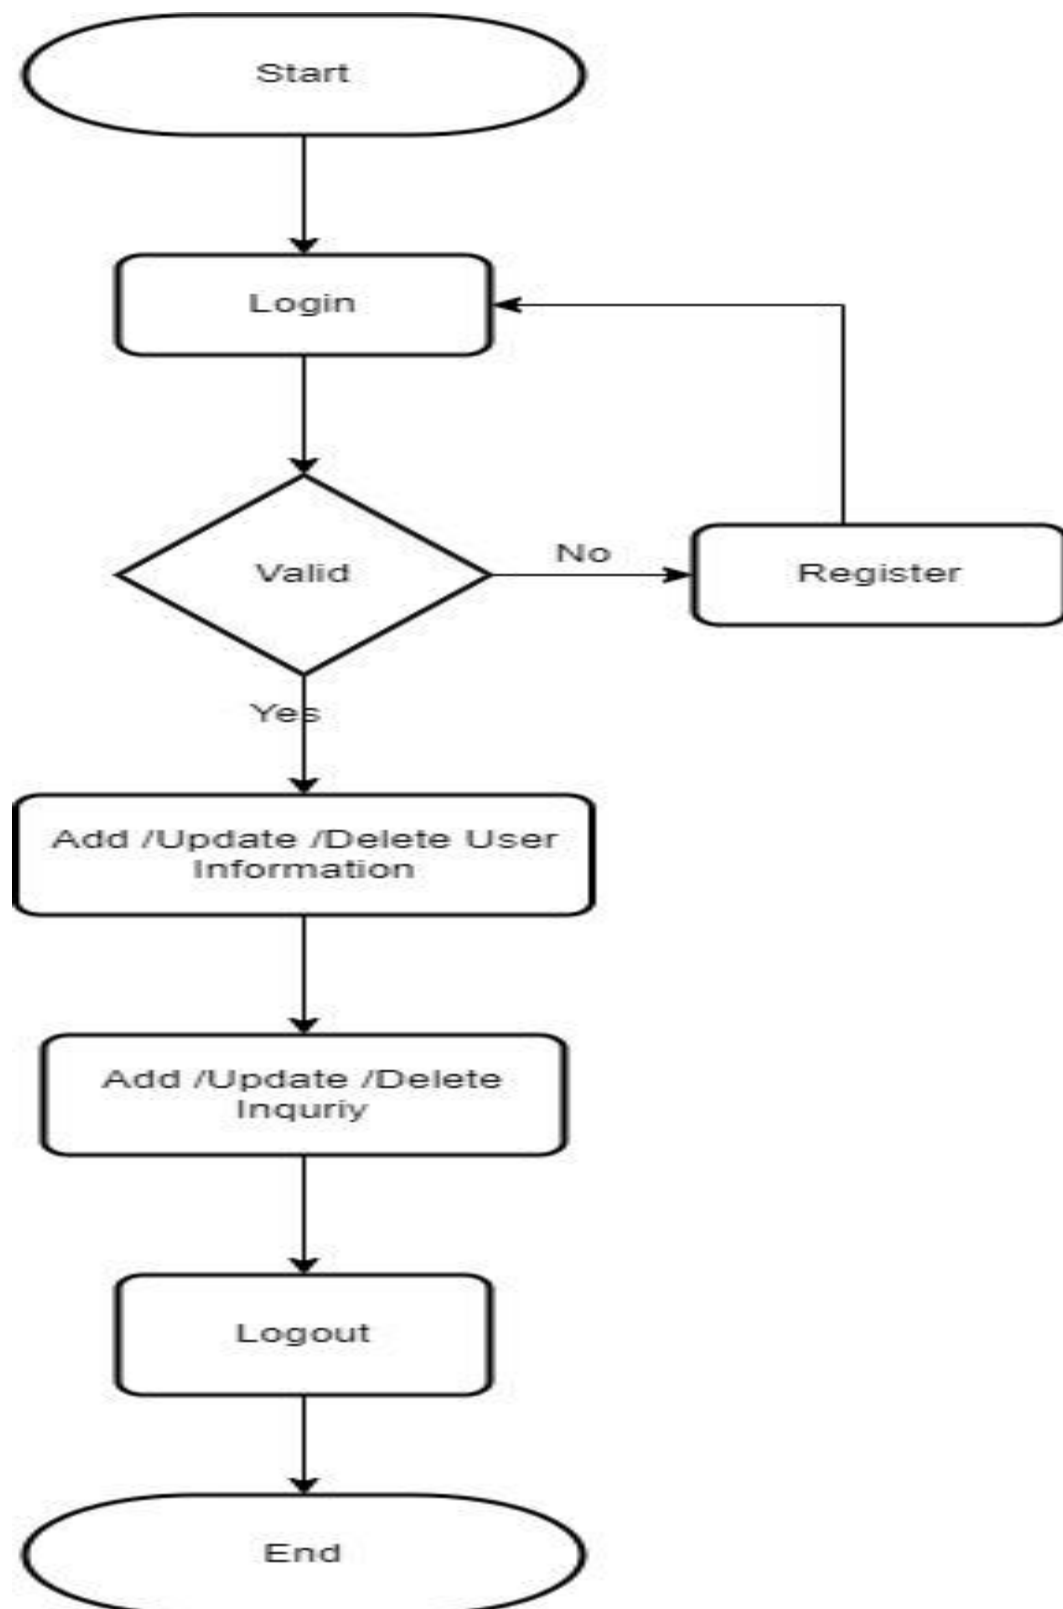 Start
Login
Valid
No
Register
Yes
Add /Update /Delete User
Information
Add /Update /Delete
Inquriy
Logout
End